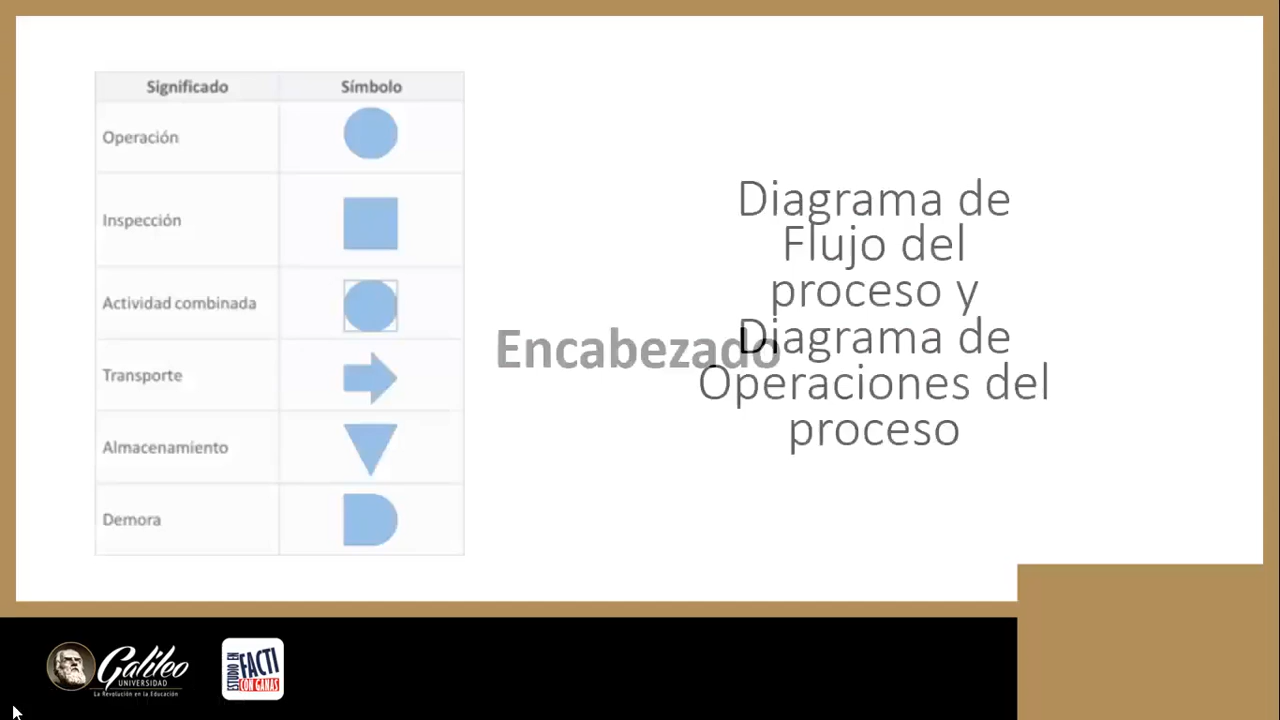 Significado Símbolo
Operación
Inspección
Actividad combinada
Transporte
Almacenamiento
Demora
Diagrama de
Flujo del
proceso y
Diagrama de
Operaciones del
proceso
Encabezado
Galileo
UNIVERSIDAD
La Revolución en la Educación
ESTUDIO EN
FACTI
CON GANAS